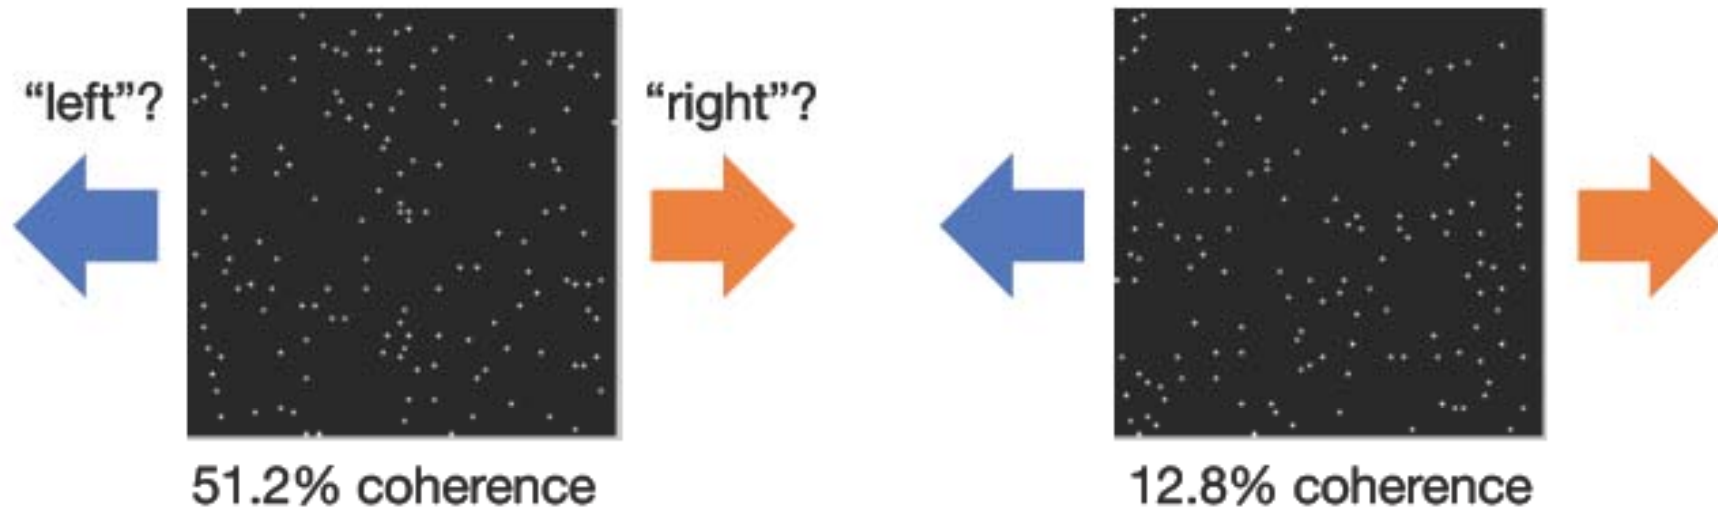 “left”?
“right”?
51.2% coherence
12.8% coherence